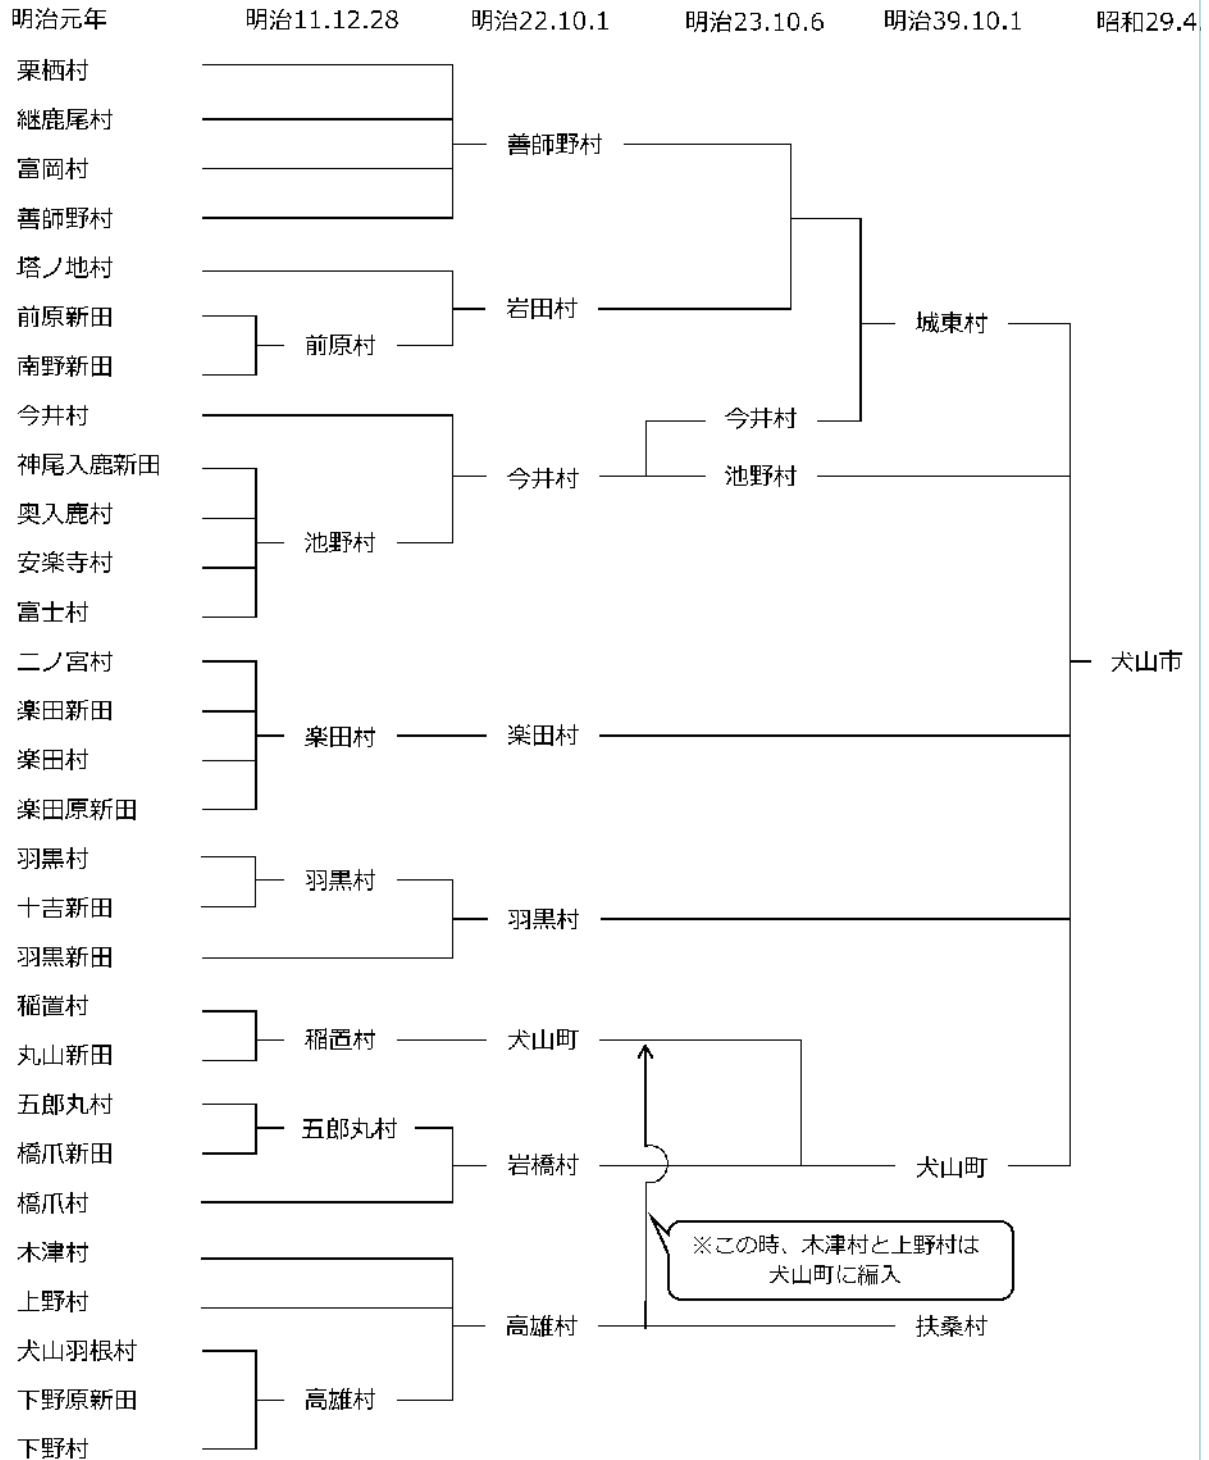 明治元年 明治11.12.28 明治22.10.1 明治23.10.6 明治39.10.1 昭和29.4
栗栖村
継鹿尾村
善師野村
富岡村
善師野村
塔ノ地村
岩田村
前原新田
城東村
前原村
南野新田
今井村
今井村
神尾入鹿新田
今井村 池野村
奥入鹿村
池野村
安楽寺村
富士村
二ノ宮村 犬山市
楽田新田
楽田村 楽田村
楽田村
楽田原新田
羽黒村
羽黒村
十吉新田
羽黒村
羽黒新田
稲置村
稲置村 犬山町
丸山新田
五郎丸村
五郎丸村
橋爪新田
岩橋村 犬山町
橋爪村
※この時、木津村と上野村は
犬山町に編入
木津村
上野村
高雄村 扶桑村
犬山羽根村
下野原新田 高雄村
下野村